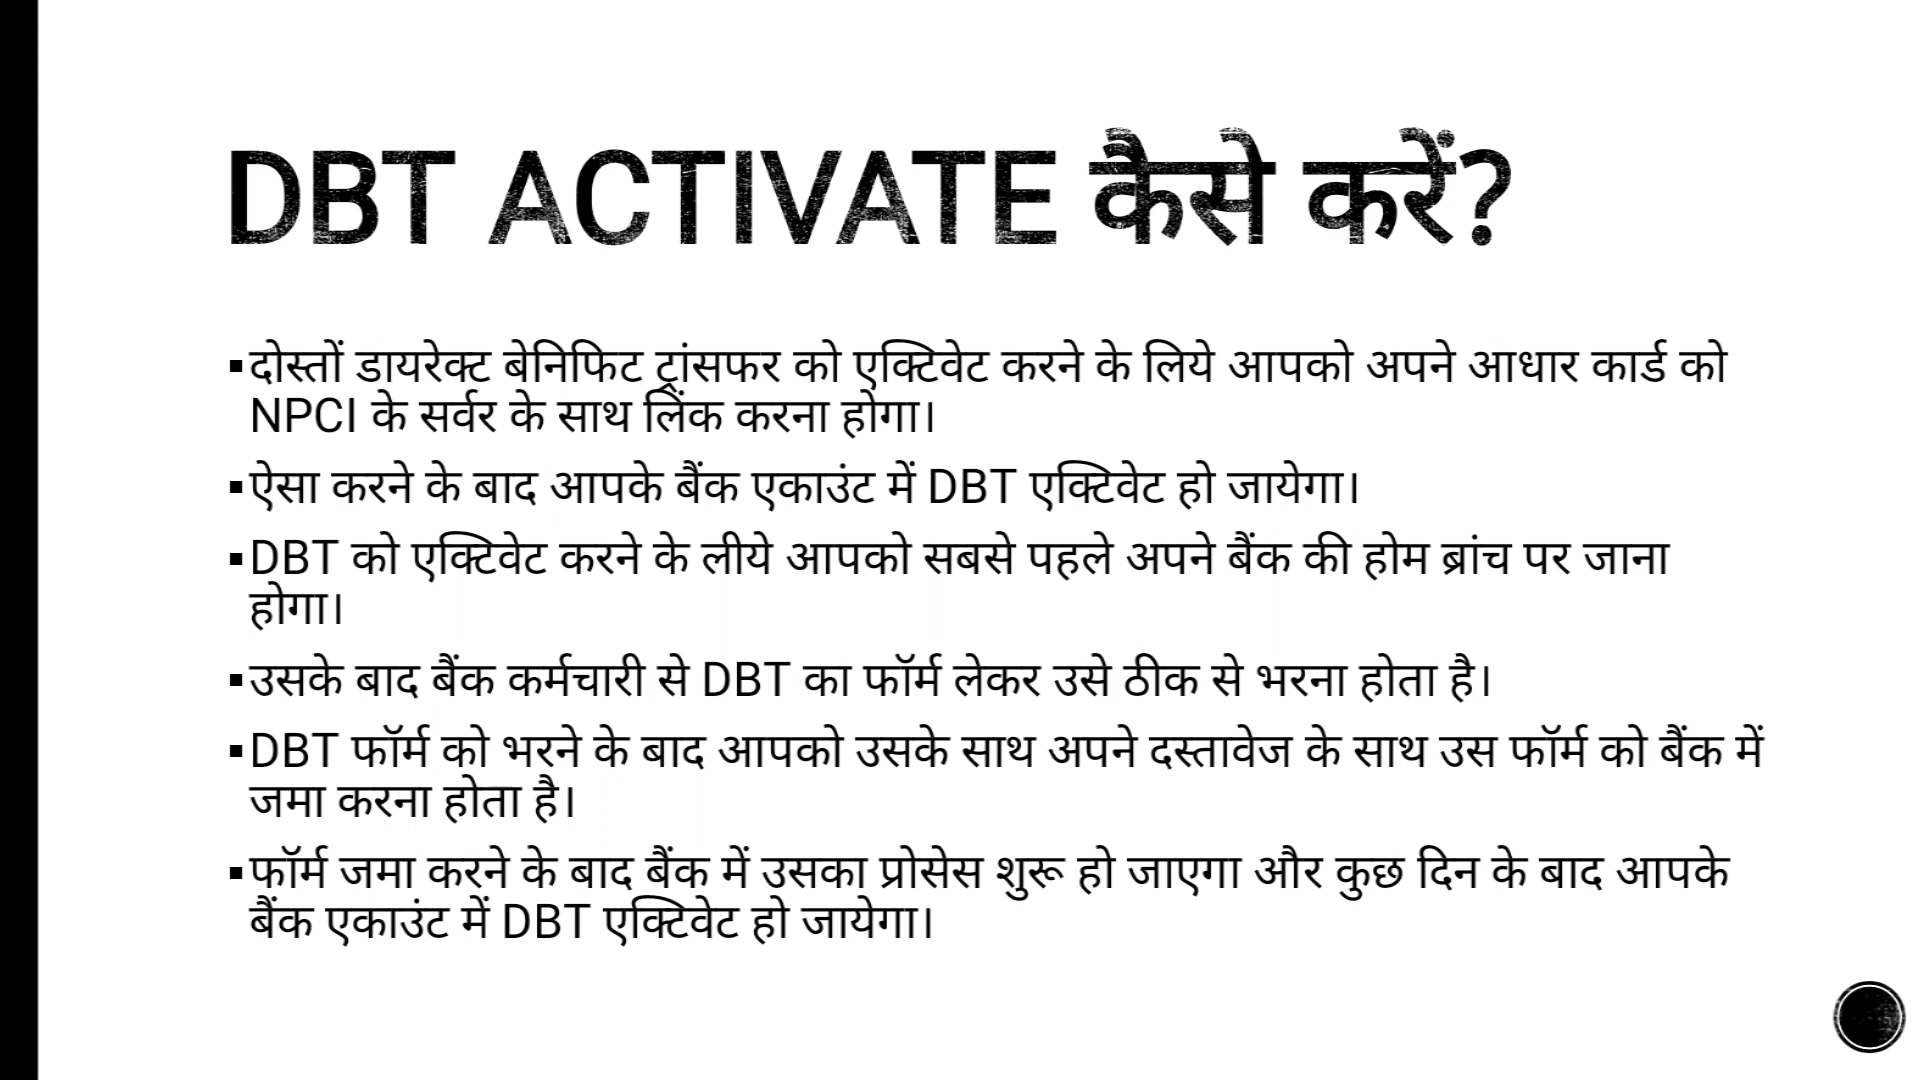 DBT ACTIVATE कैसे करें?
▪दोस्तों डायरेक्ट बेनिफिट ट्रांसफर को एक्टिवेट करने के लिये आपको अपने आधार कार्ड को
NPCI के सर्वर के साथ लिंक करना होगा।
▪ऐसा करने के बाद आपके बैंक एकाउंट में DBT एक्टिवेट हो जायेगा।
▪DBT को एक्टिवेट करने के लीये आपको सबसे पहले अपने बैंक की होम ब्रांच पर जाना
होगा।
▪उसके बाद बैंक कर्मचारी से DBT का फॉर्म लेकर उसे ठीक से भरना होता है।
▪DBT फॉर्म को भरने के बाद आपको उसके साथ अपने दस्तावेज के साथ उस फॉर्म को बैंक में
जमा करना होता है।
▪फॉर्म जमा करने के बाद बैंक में उसका प्रोसेस शुरू हो जाएगा और कुछ दिन के बाद आपके
बैंक एकाउंट में DBT एक्टिवेट हो जायेगा।